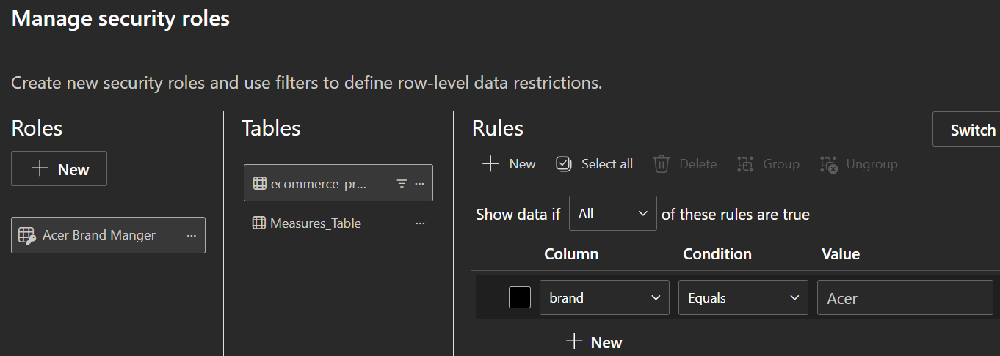 Manage security roles
Create new security roles and use filters to define row-level data restrictions.
Roles
Tables
Rules
Switch
New
New
Select all
Delete
Group
Ungroup
ecommerce_pr...
Show data if All of these rules are true
Acer Brand Manger
Measures_Table
Column Condition Value
brand Equals Acer
New